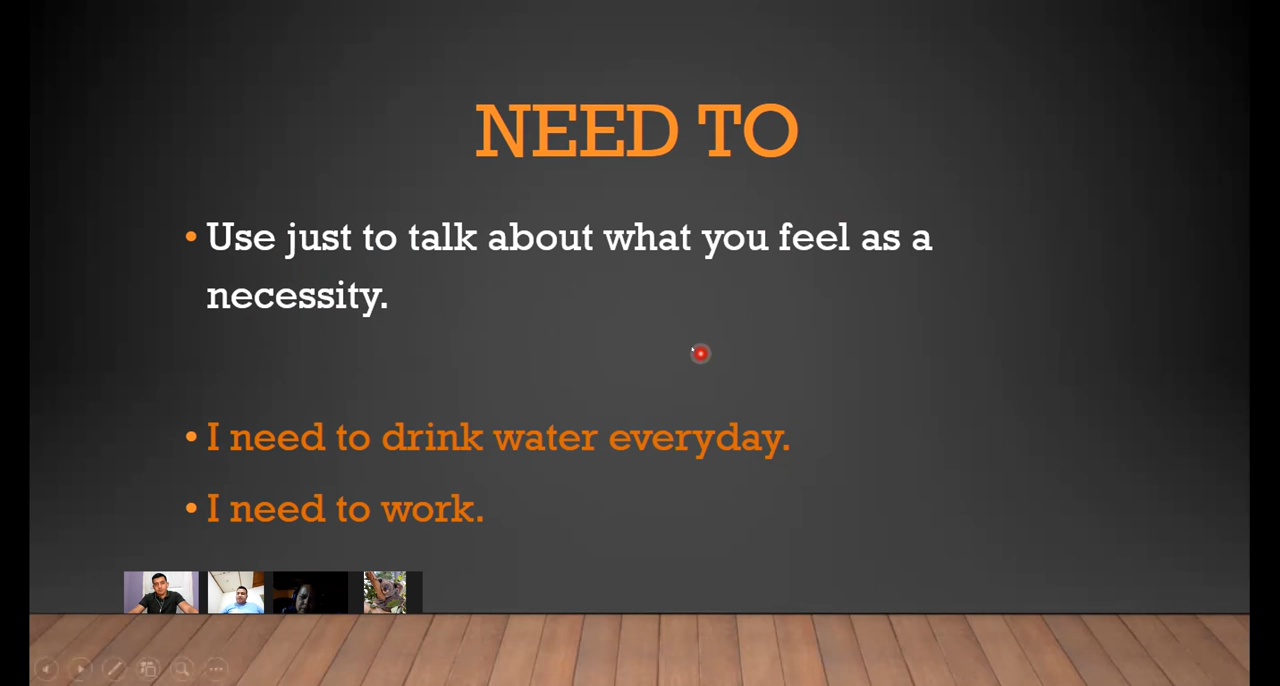 NEED TO
• Use just to talk about what you feel as a
necessity.
• I need to drink water everyday.
• I need to work.